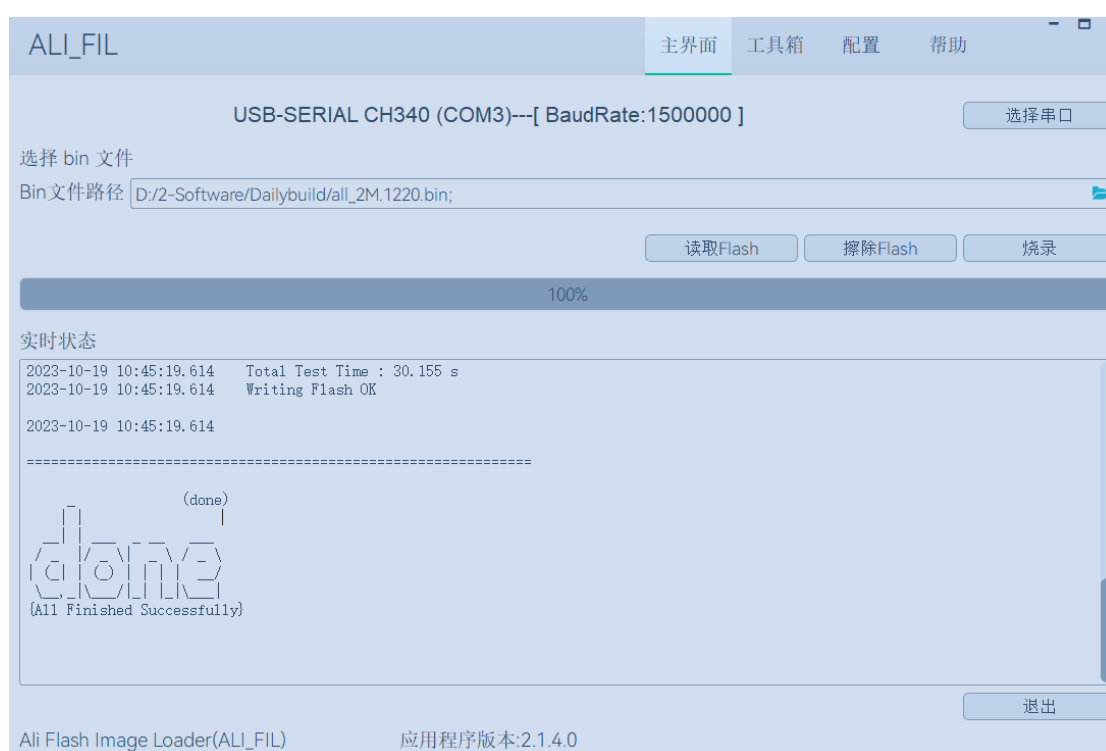 ALI_FIL 主界面 工具箱 配置 帮助
USB-SERIAL CH340 (COM3)---[ BaudRate:1500000 ] 选择串口
选择 bin 文件
Bin文件路径 D:/2-Software/Dailybuild/all_2M.1220.bin;
读取Flash 擦除Flash 烧录
100%
实时状态
2023-10-19 10:45:19.614 Total Test Time : 30.155 s
2023-10-19 10:45:19.614 Writing Flash OK
2023-10-19 10:45:19.614
==============================================================
(done)
done
{All Finished Successfully}
退出
Ali Flash Image Loader(ALI_FIL) 应用程序版本:2.1.4.0